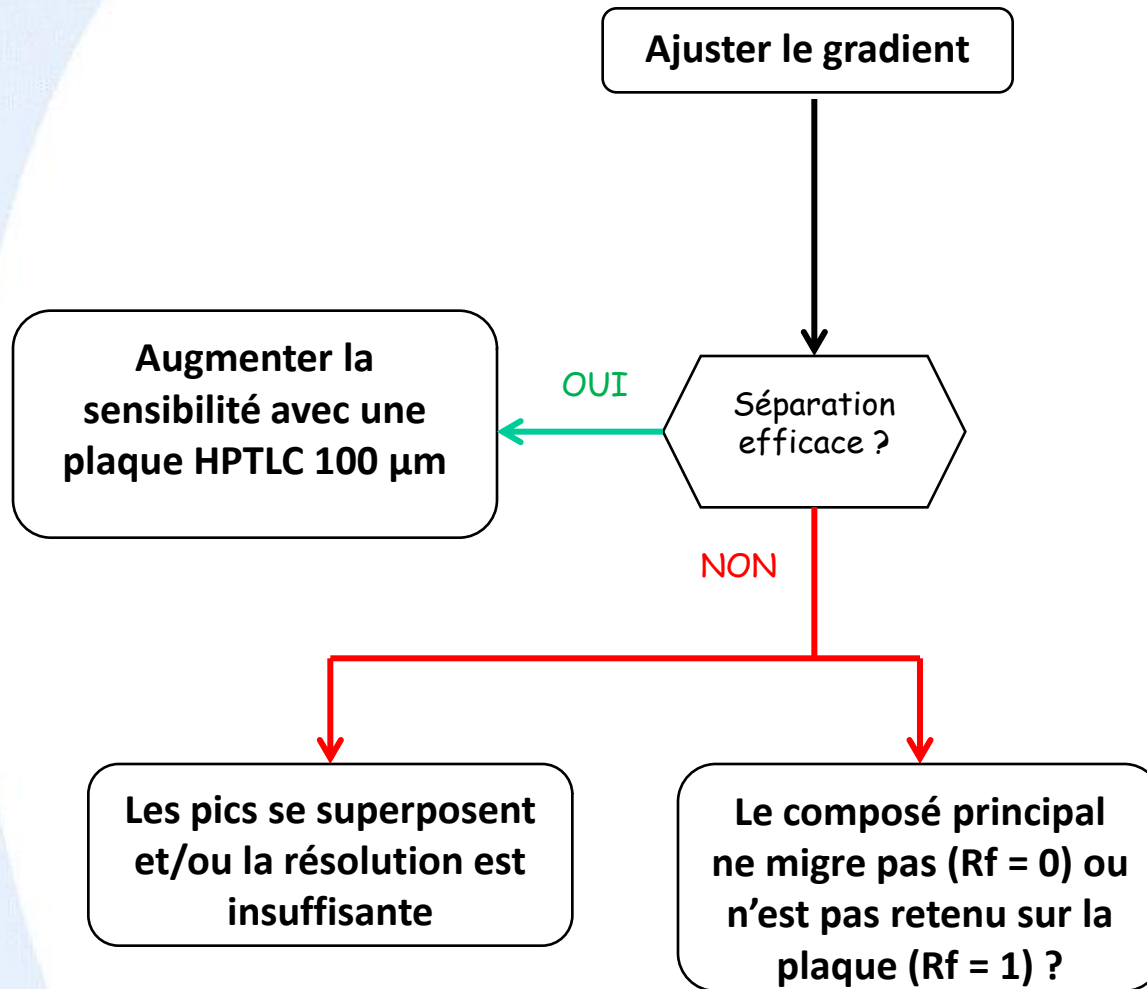 Ajuster le gradient
Augmenter la
sensibilité avec une
plaque HPTLC 100 µm
OUI
Séparation
efficace ?
NON
Les pics se superposent
et/ou la résolution est
insuffisante
Le composé principal
ne migre pas (Rf = 0) ou
n’est pas retenu sur la
plaque (Rf = 1) ?